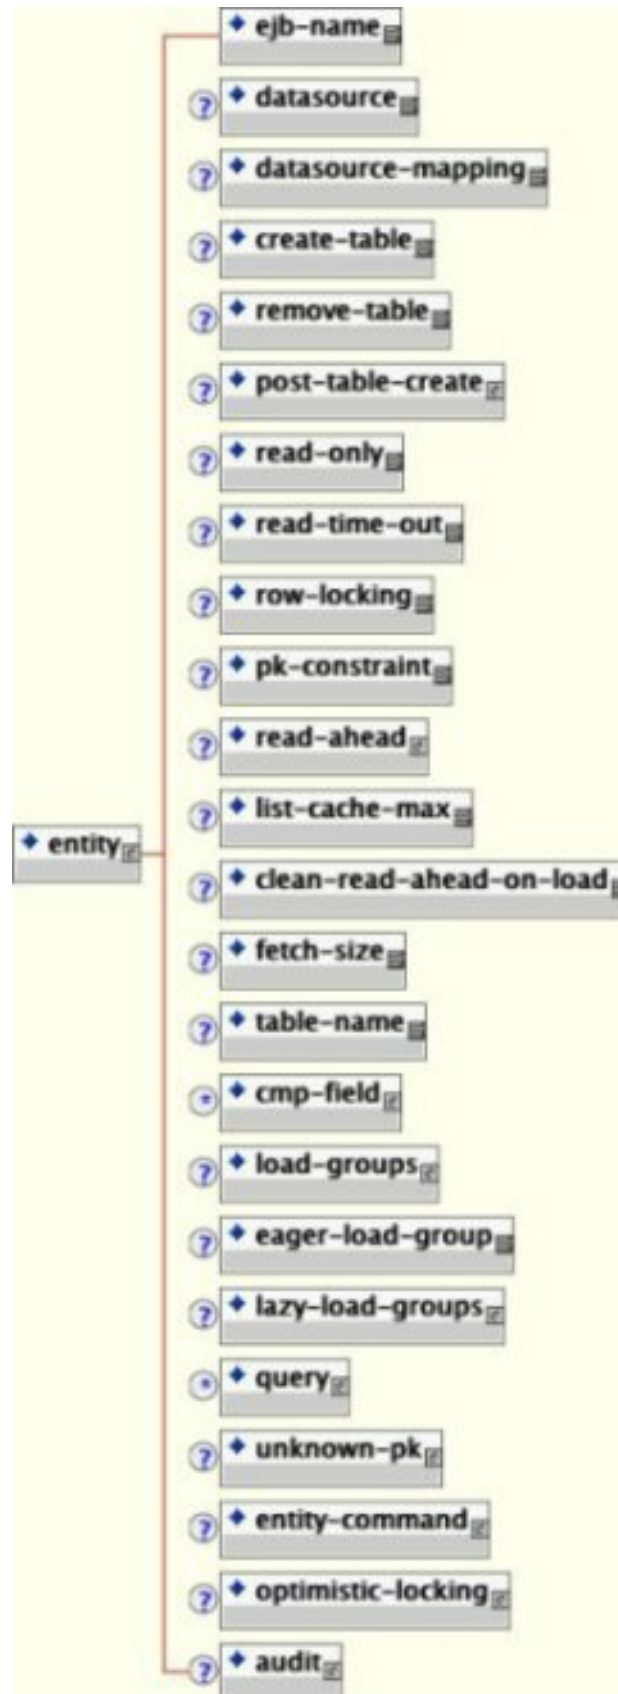 ejb-name
? datasource
? datasource-mapping
? create-table
? remove-table
? post-table-create
? read-only
? read-time-out
? row-locking
? pk-constraint
? read-ahead
? list-cache-max
entity
? clean-read-ahead-on-load
? fetch-size
? table-name
* cmp-field
? load-groups
? eager-load-group
? lazy-load-groups
* query
? unknown-pk
? entity-command
? optimistic-locking
? audit